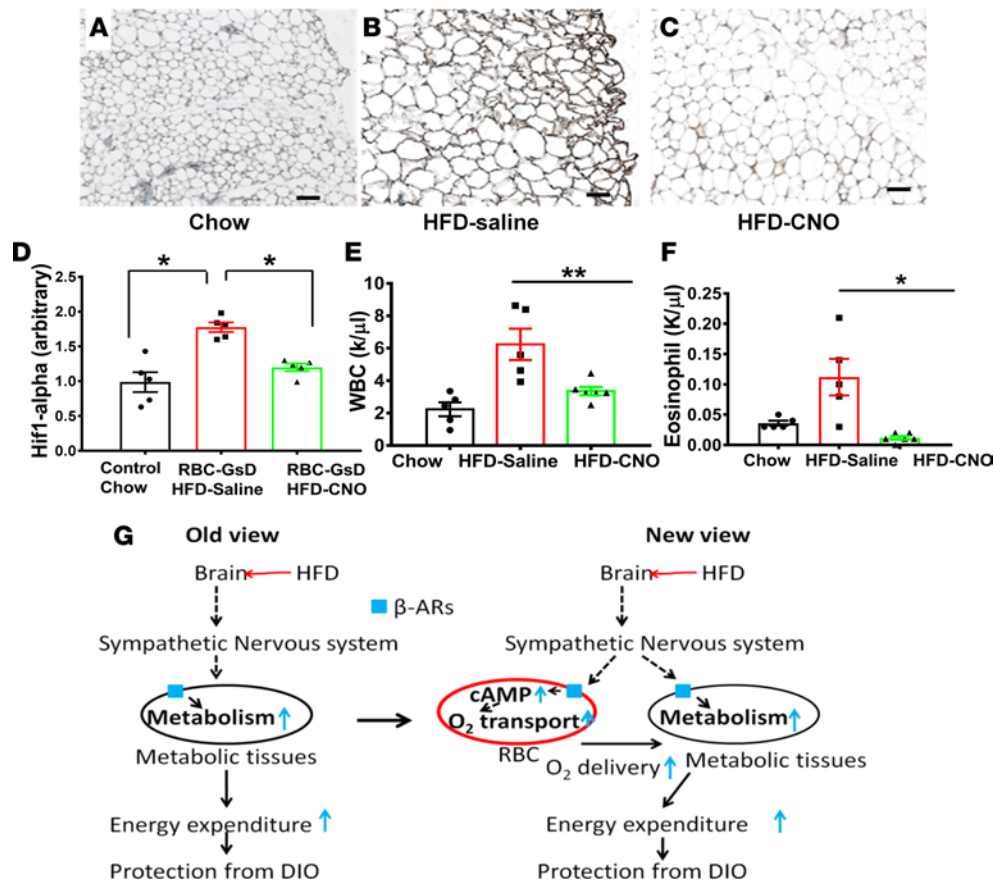 A
B
C
Chow
HFD-saline
HFD-CNO
D
Hif1-alpha (arbitrary)
2.5
2.0
1.5
1.0
0.5
0.0
*
*
Control
Chow
RBC-GsD
HFD-Saline
RBC-GsD
HFD-CNO
E
WBC (k/µl)
10
8
6
4
2
0
**
Chow
HFD-Saline
HFD-CNO
F
Eosinophil (K/µl)
0.25
0.20
0.15
0.10
0.05
0.00
*
Chow
HFD-Saline
HFD-CNO
G
Old view
Brain
HFD
β-ARs
Sympathetic Nervous system
Metabolism
Metabolic tissues
Energy expenditure
Protection from DIO
New view
Brain
HFD
Sympathetic Nervous system
cAMP
O₂ transport
RBC
O₂ delivery
Metabolism
Metabolic tissues
Energy expenditure
Protection from DIO